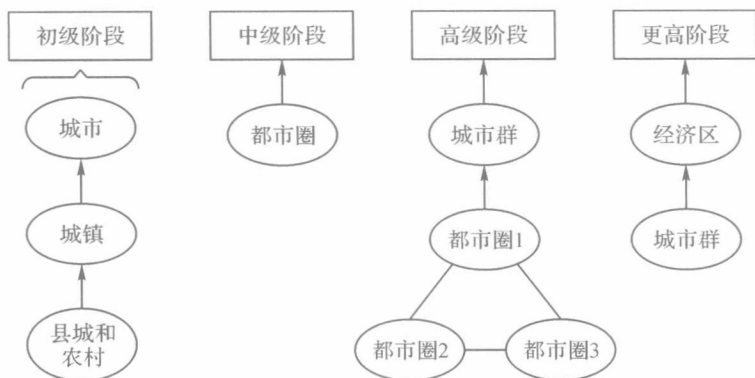 初级阶段
中级阶段
高级阶段
更高阶段
城市
都市圈
城市群
经济区
城镇
都市圈1
城市群
县城和
农村
都市圈2
都市圈3